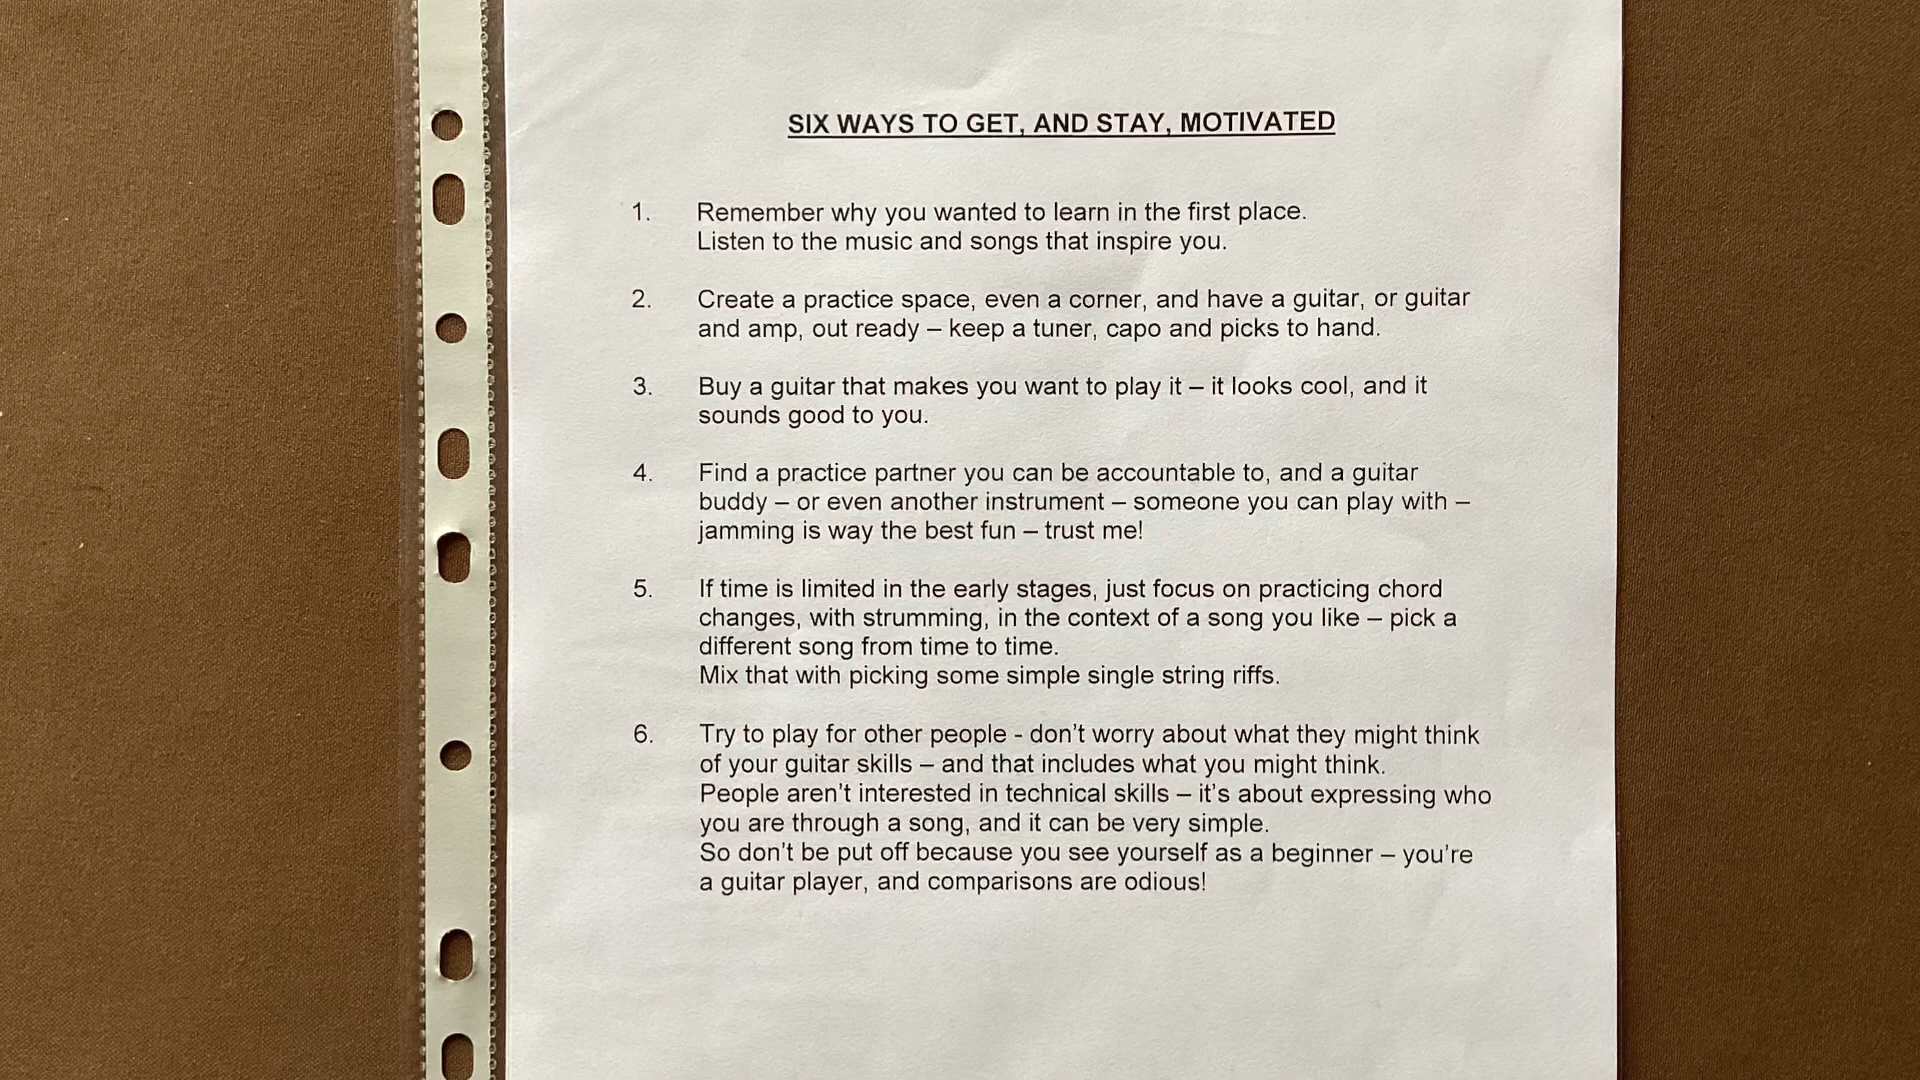 SIX WAYS TO GET, AND STAY, MOTIVATED
1. Remember why you wanted to learn in the first place.
Listen to the music and songs that inspire you.
2. Create a practice space, even a corner, and have a guitar, or guitar
and amp, out ready – keep a tuner, capo and picks to hand.
3. Buy a guitar that makes you want to play it – it looks cool, and it
sounds good to you.
4. Find a practice partner you can be accountable to, and a guitar
buddy – or even another instrument – someone you can play with –
jamming is way the best fun – trust me!
5. If time is limited in the early stages, just focus on practicing chord
changes, with strumming, in the context of a song you like – pick a
different song from time to time.
Mix that with picking some simple single string riffs.
6. Try to play for other people - don’t worry about what they might think
of your guitar skills – and that includes what you might think.
People aren’t interested in technical skills – it’s about expressing who
you are through a song, and it can be very simple.
So don’t be put off because you see yourself as a beginner – you’re
a guitar player, and comparisons are odious!